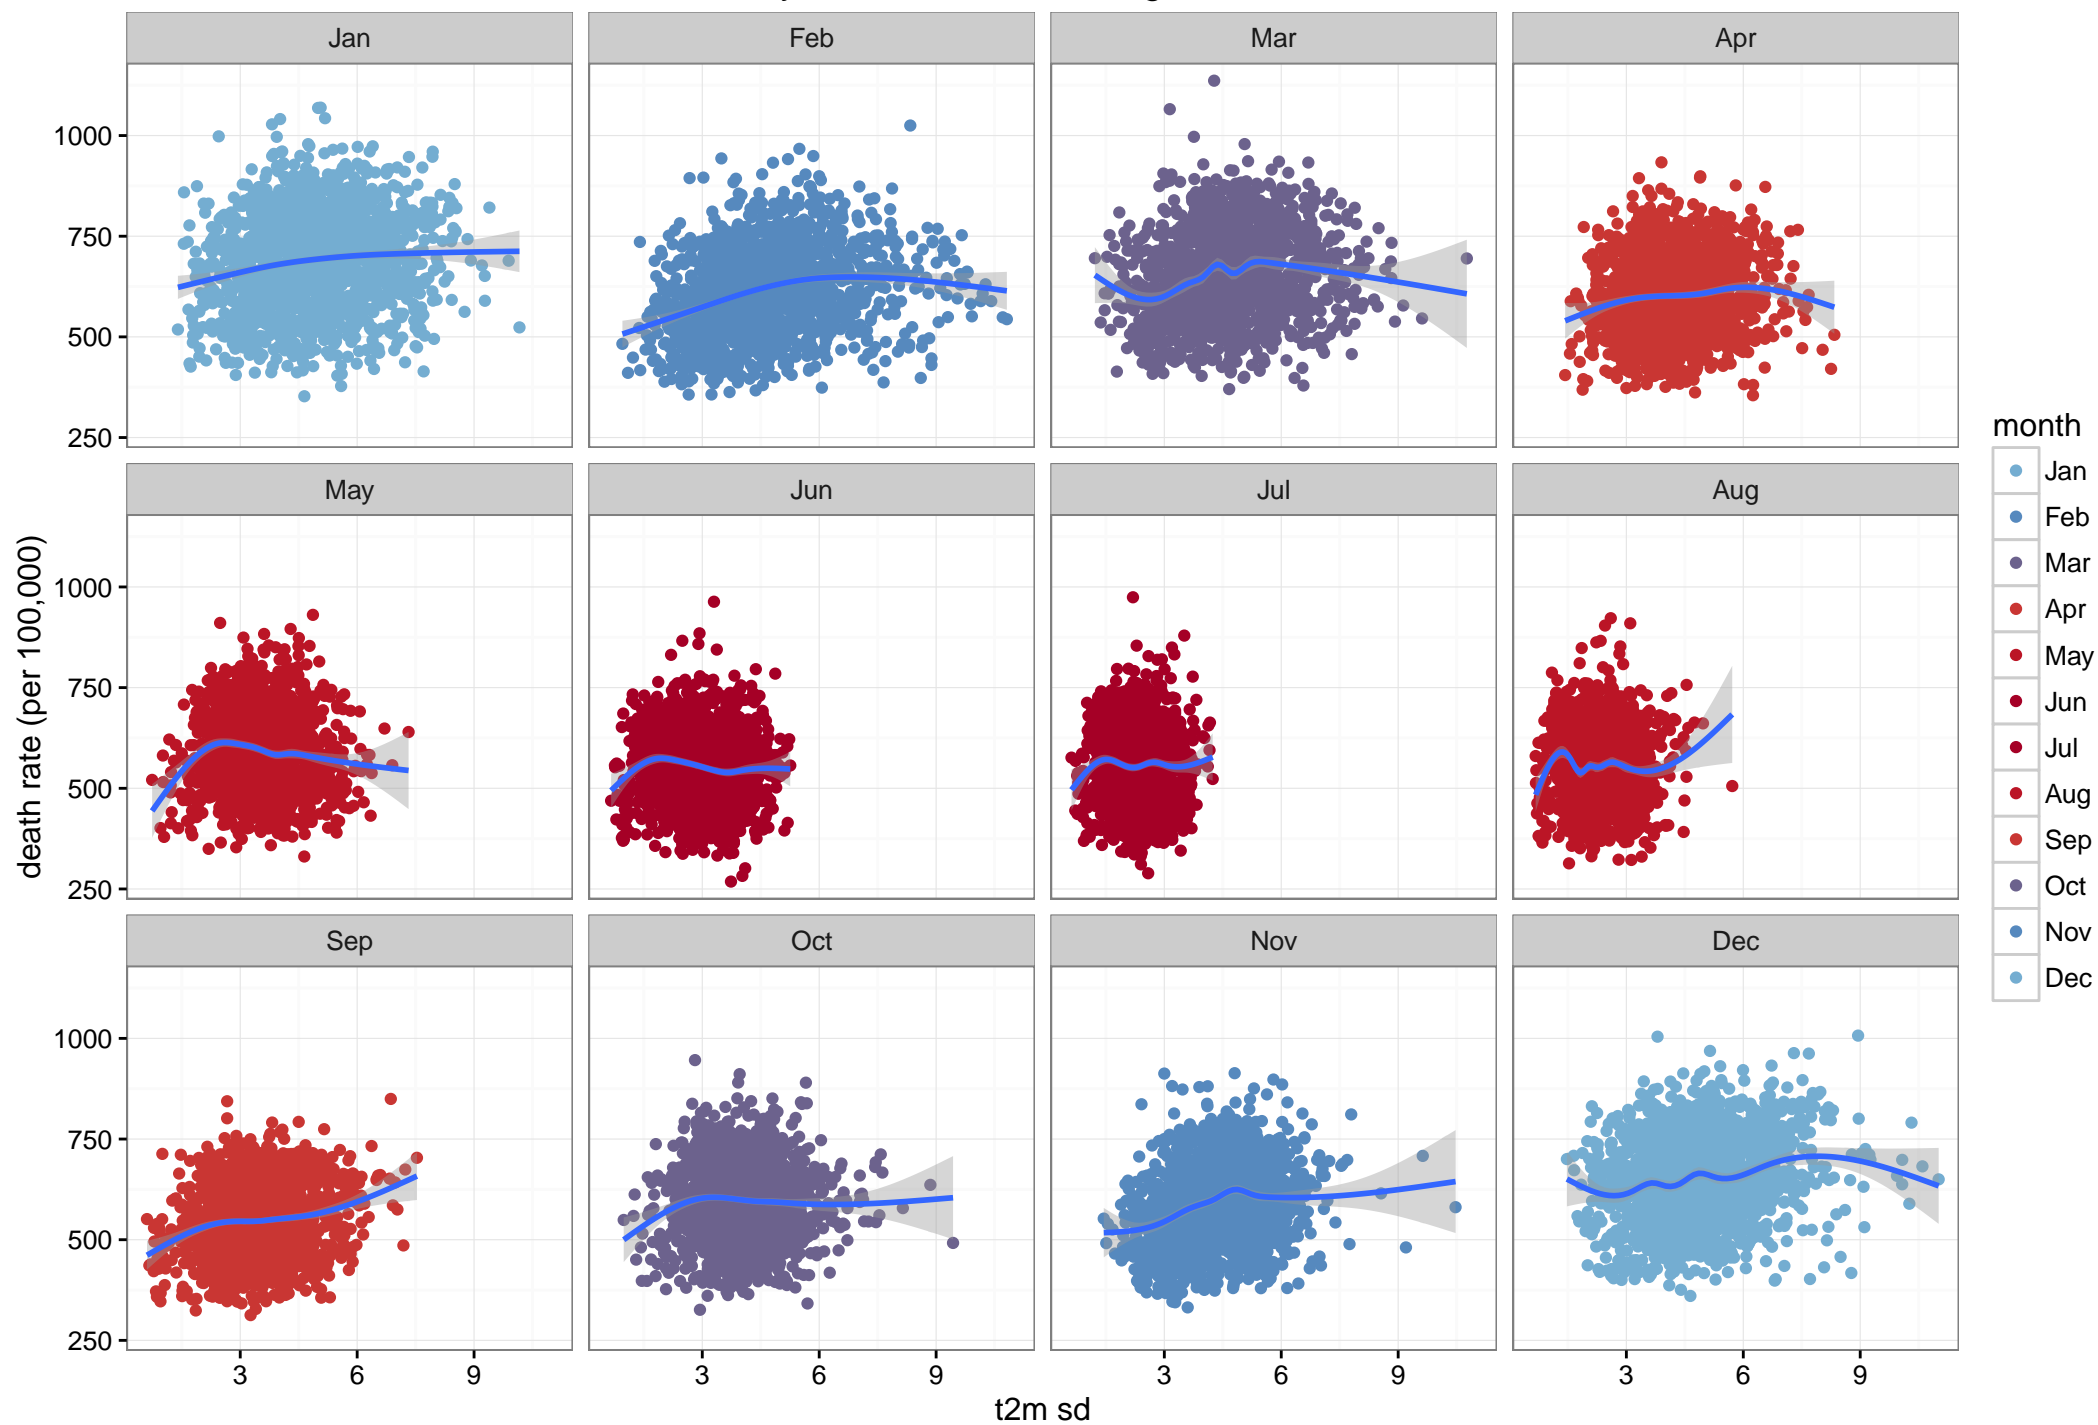 Jan Feb Mar Apr
1000
750
500
250
May Jun Jul Aug
1000
750
500
250
Sep Oct Nov Dec
1000
750
500
250
3 6 9 3 6 9 3 6 9 3 6 9
t2m sd
death rate (per 100,000)
month
Jan
Feb
Mar
Apr
May
Jun
Jul
Aug
Sep
Oct
Nov
Dec